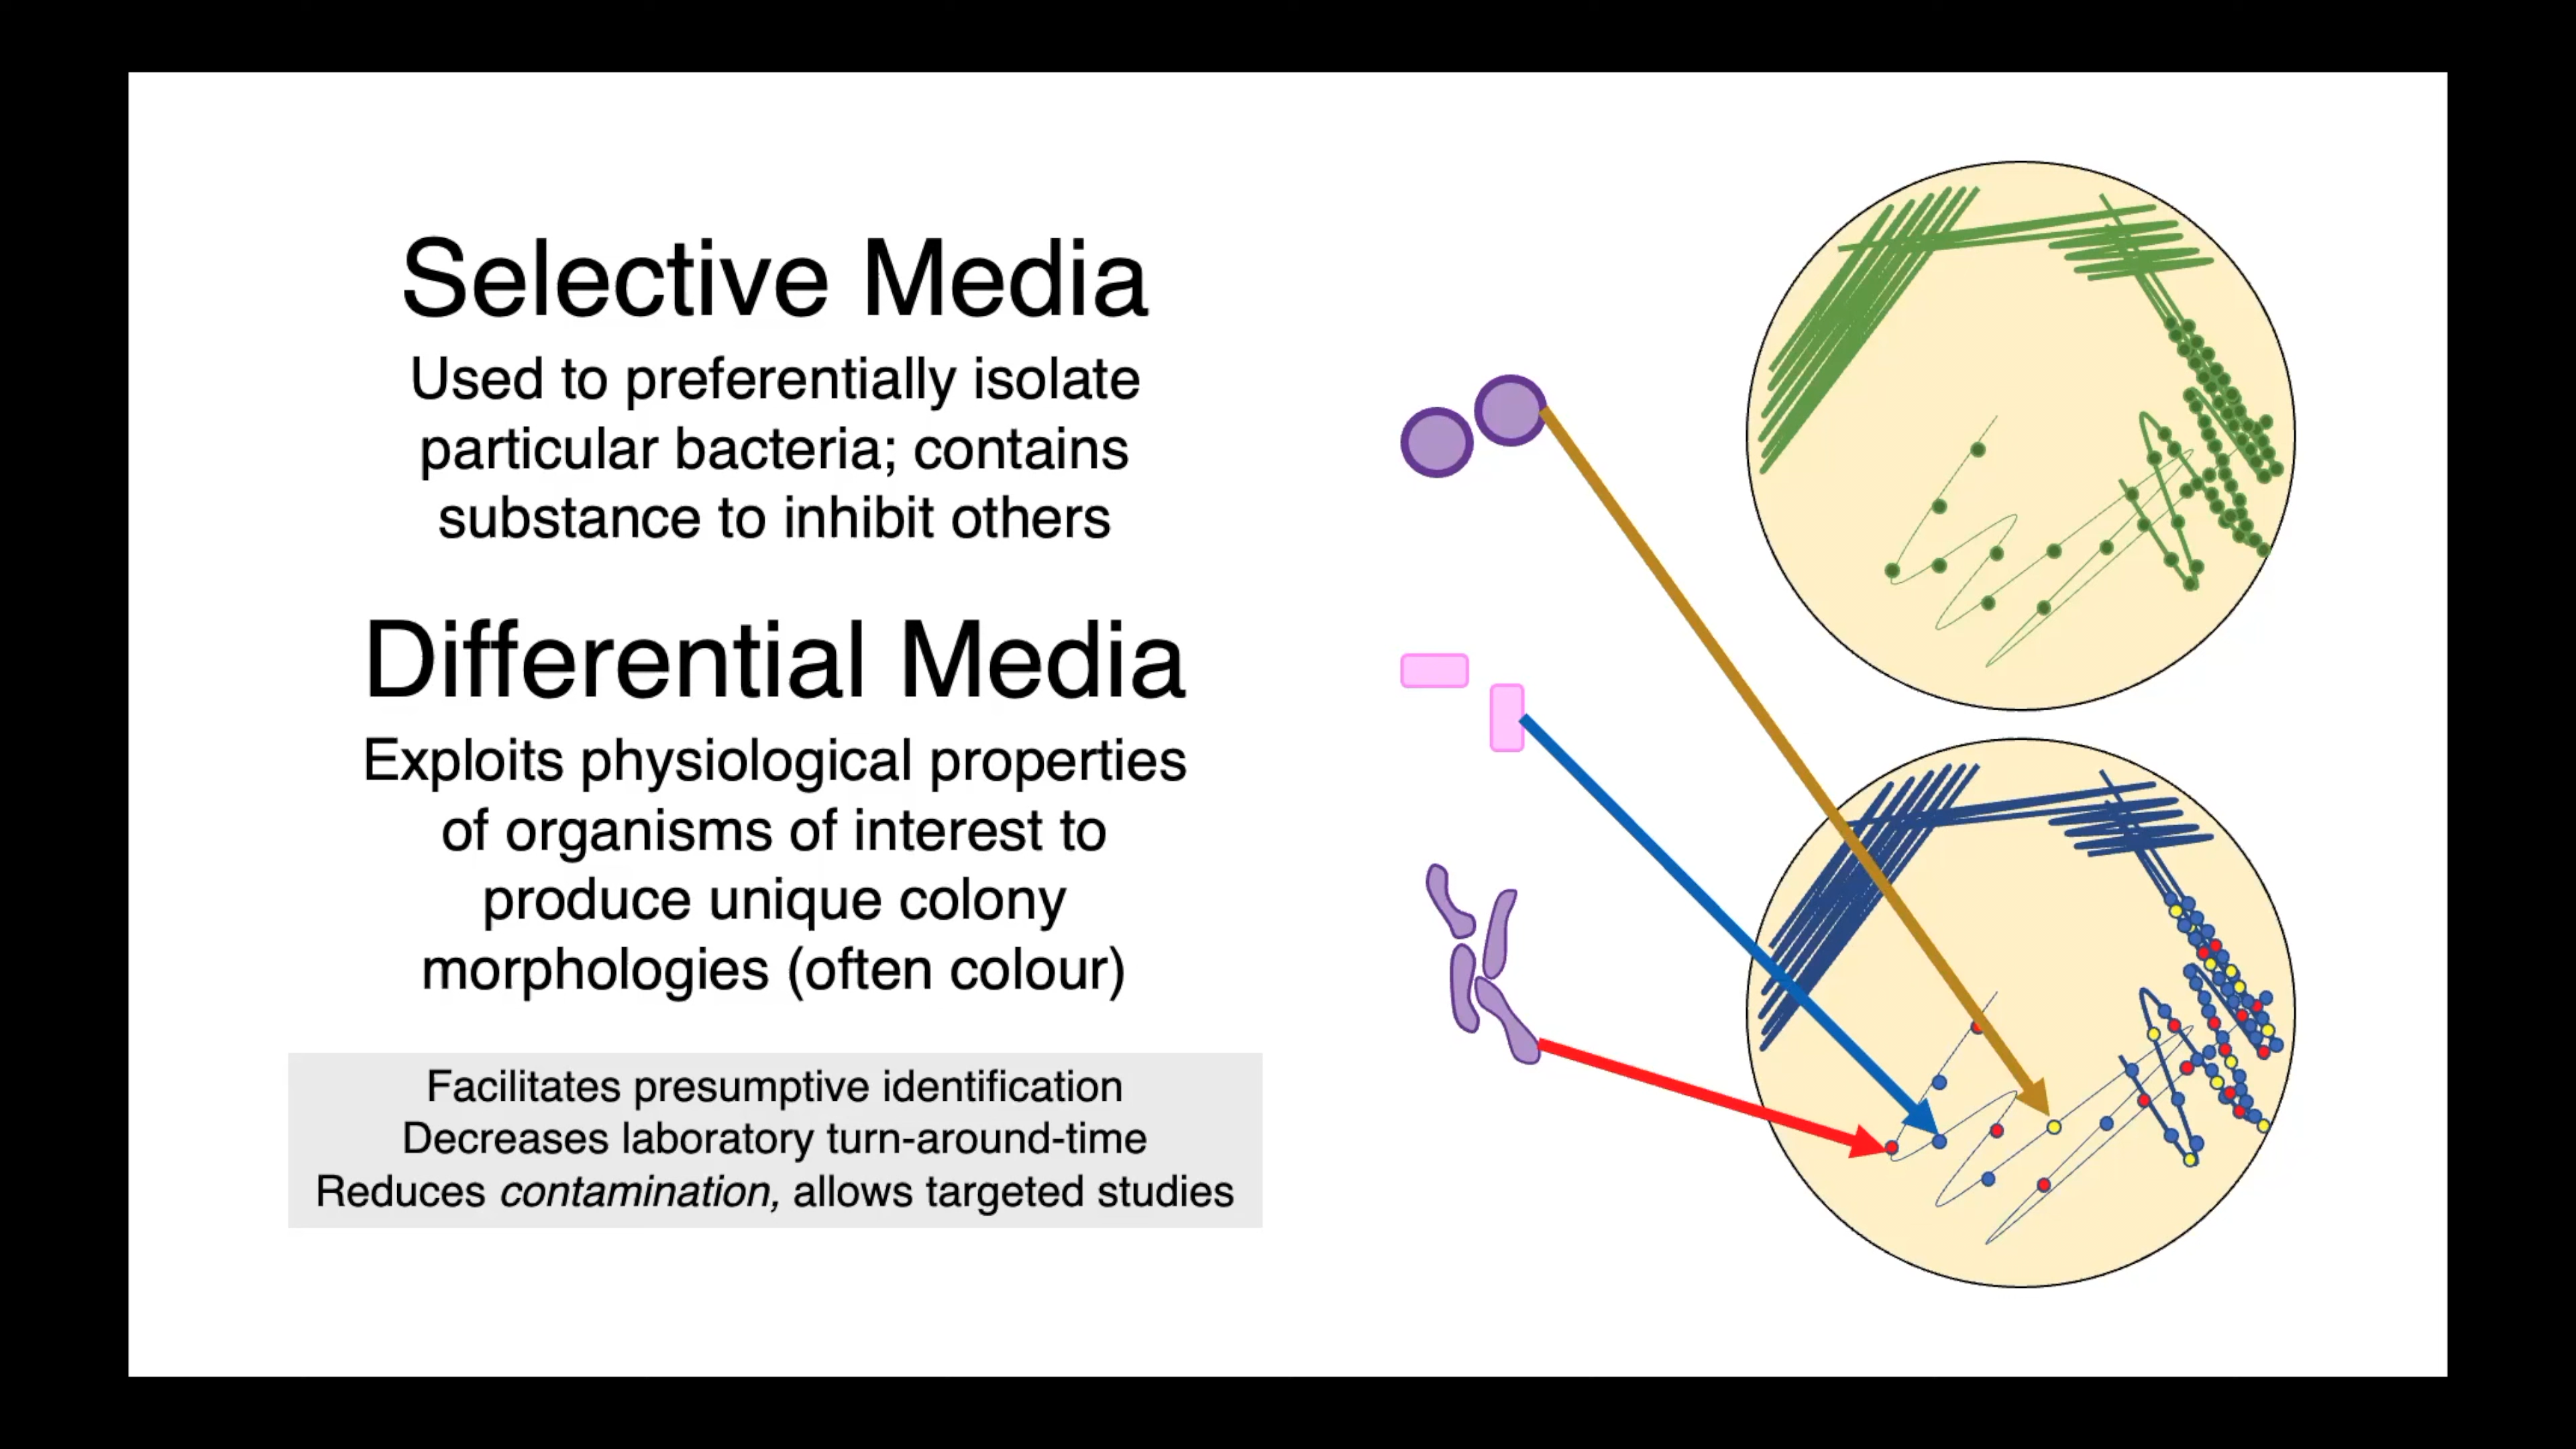 Selective Media
Used to preferentially isolate
particular bacteria; contains
substance to inhibit others
Differential Media
Exploits physiological properties
of organisms of interest to
produce unique colony
morphologies (often colour)
Facilitates presumptive identification
Decreases laboratory turn-around-time
Reduces contamination, allows targeted studies